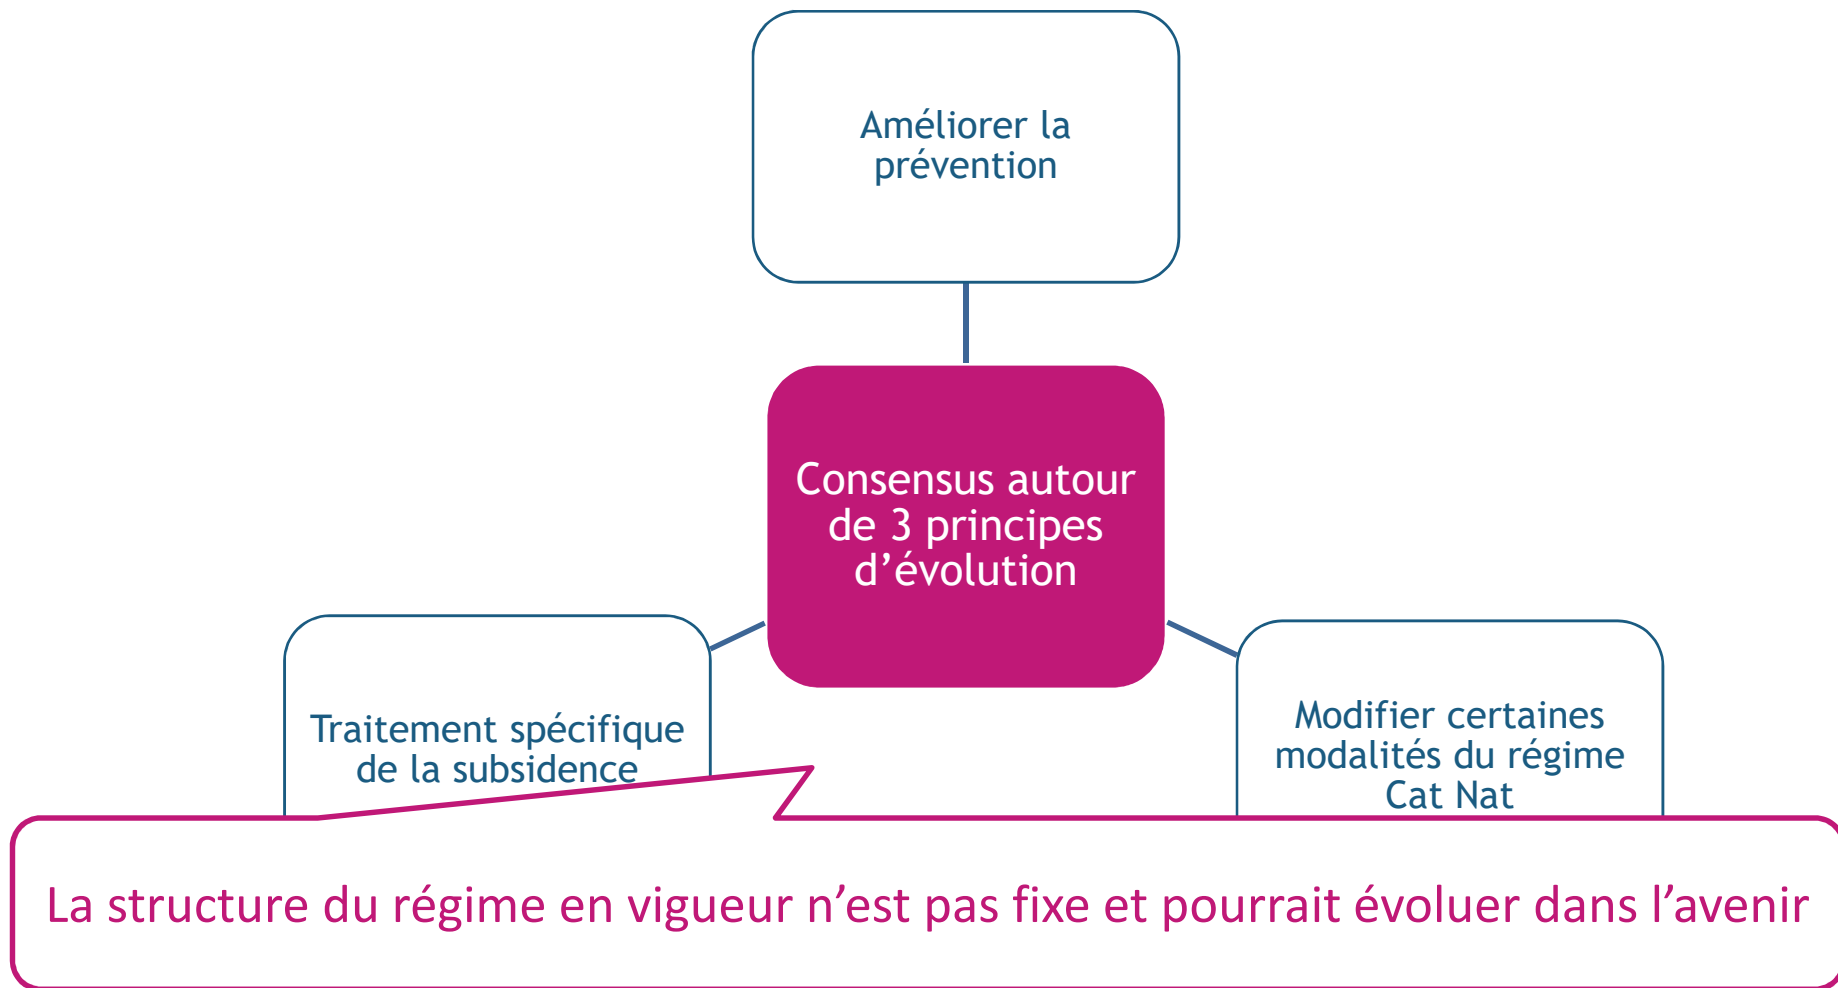 Améliorer la
prévention
Consensus autour
de 3 principes
d’évolution
Traitement spécifique
de la subsidence
Modifier certaines
modalités du régime
Cat Nat
La structure du régime en vigueur n’est pas fixe et pourrait évoluer dans l’avenir